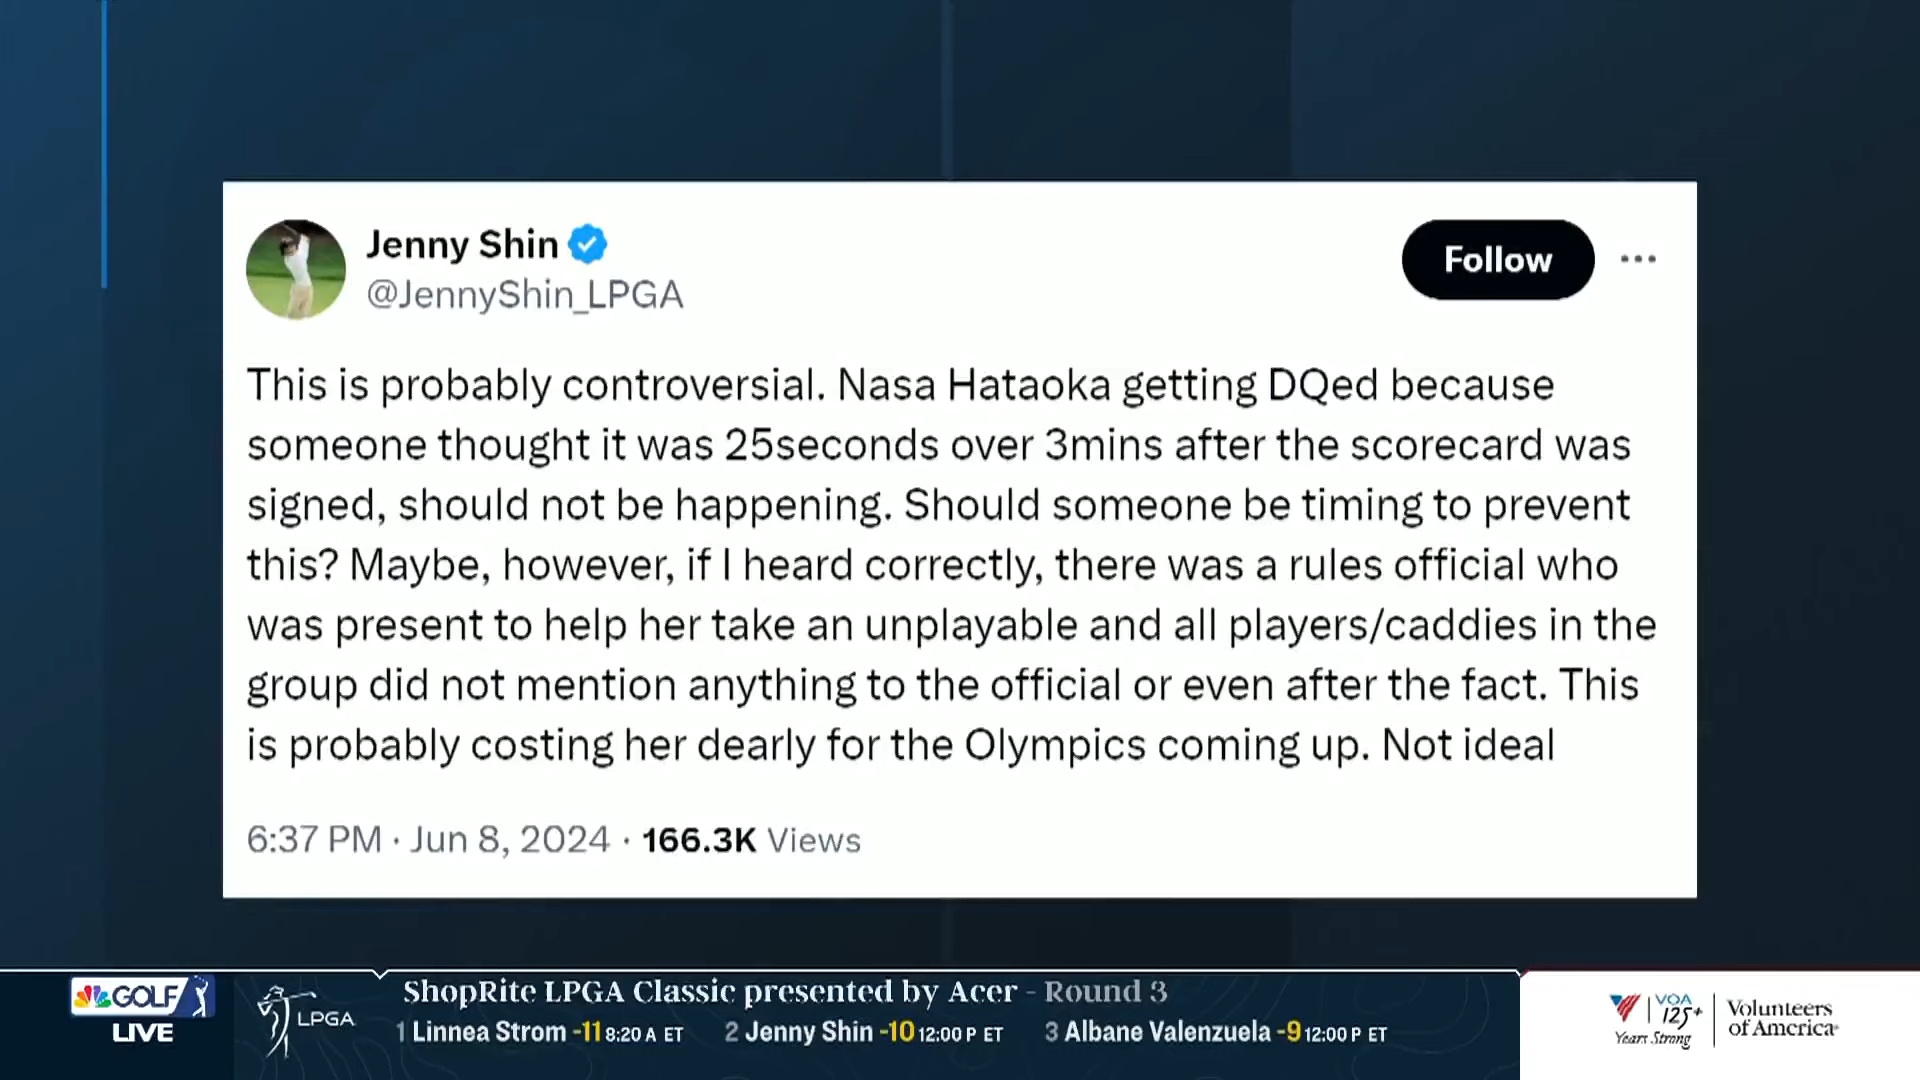 Jenny Shin
@JennyShin_LPGA
Follow
This is probably controversial. Nasa Hataoka getting DQed because
someone thought it was 25seconds over 3mins after the scorecard was
signed, should not be happening. Should someone be timing to prevent
this? Maybe, however, if I heard correctly, there was a rules official who
was present to help her take an unplayable and all players/caddies in the
group did not mention anything to the official or even after the fact. This
is probably costing her dearly for the Olympics coming up. Not ideal
6:37 PM · Jun 8, 2024 · 166.3K Views
GOLF
LIVE
LPGA
ShopRite LPGA Classic presented by Acer - Round 3
1 Linnea Strom -11 8:20 A ET 2 Jenny Shin -10 12:00 P ET 3 Albane Valenzuela -9 12:00 P ET
VOA
125+
Years Strong
Volunteers
of America